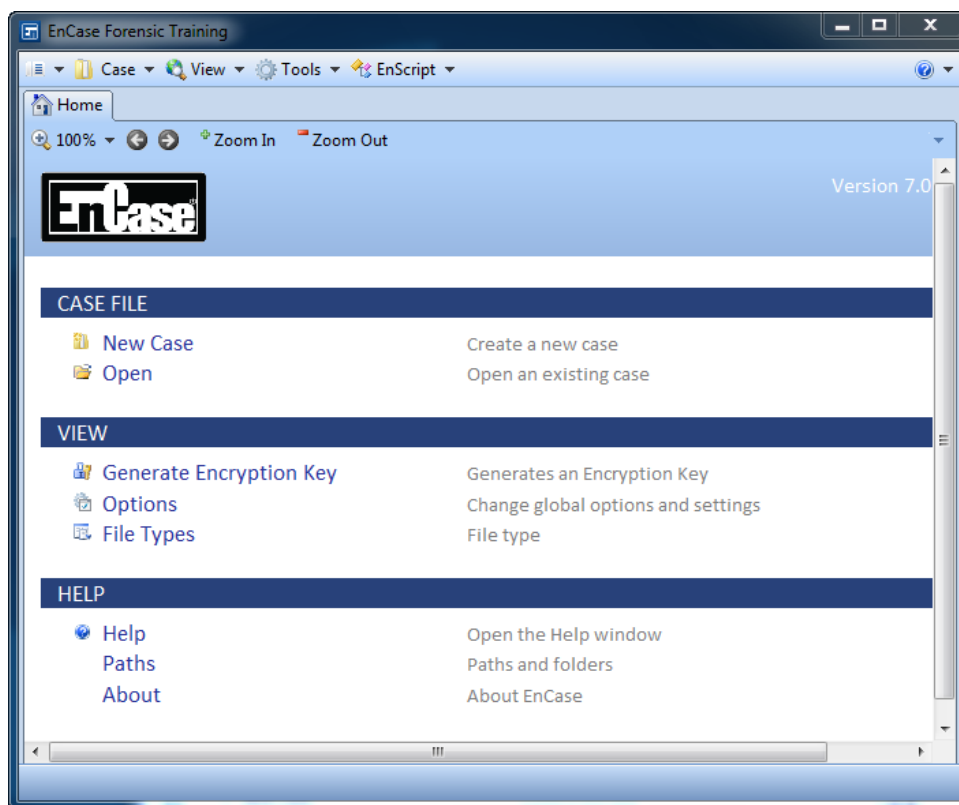 EnCase Forensic Training
Case View Tools EnScript
Home
100% Zoom In Zoom Out
EnCase®
Version 7.0
CASE FILE
New Case Create a new case
Open Open an existing case
VIEW
Generate Encryption Key Generates an Encryption Key
Options Change global options and settings
File Types File type
HELP
Help Open the Help window
Paths Paths and folders
About About EnCase